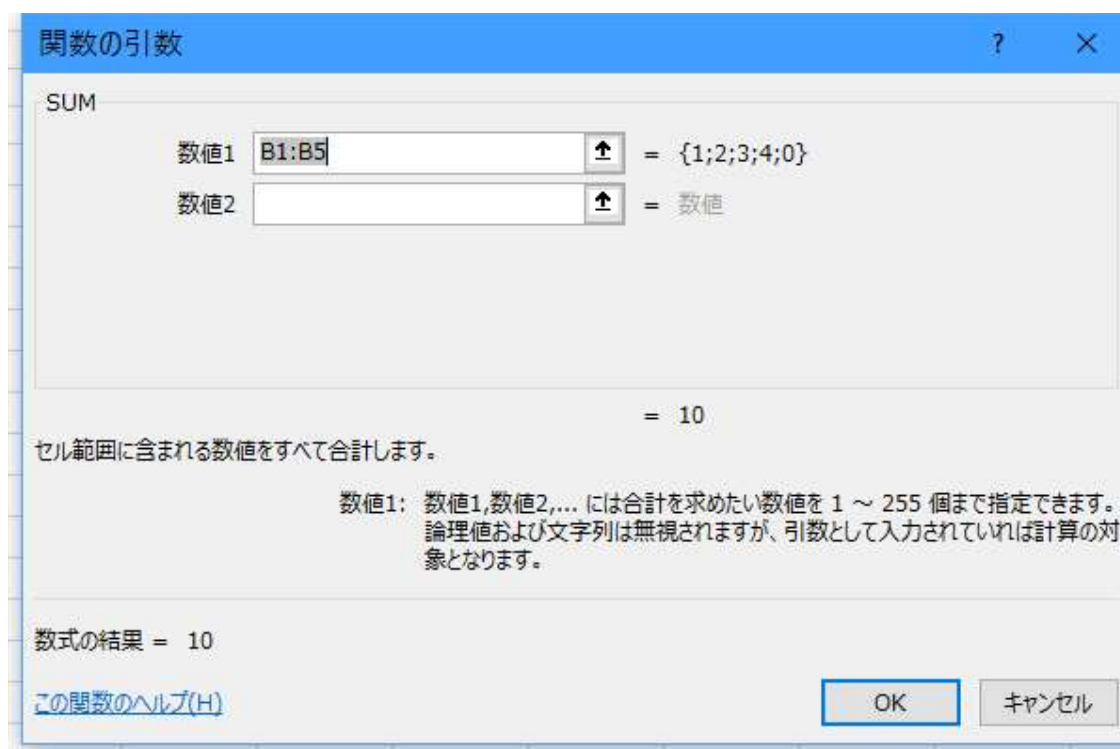 関数の引数 ? ×
SUM
数値1 B1:B5 = {1;2;3;4;0}
数値2 = 数値
= 10
セル範囲に含まれる数値をすべて合計します。
数値1: 数値1,数値2,... には合計を求めたい数値を 1 ～ 255 個まで指定できます。
論理値および文字列は無視されますが、引数として入力されていれば計算の対
象となります。
数式の結果 = 10
この関数のヘルプ(H) OK キャンセル